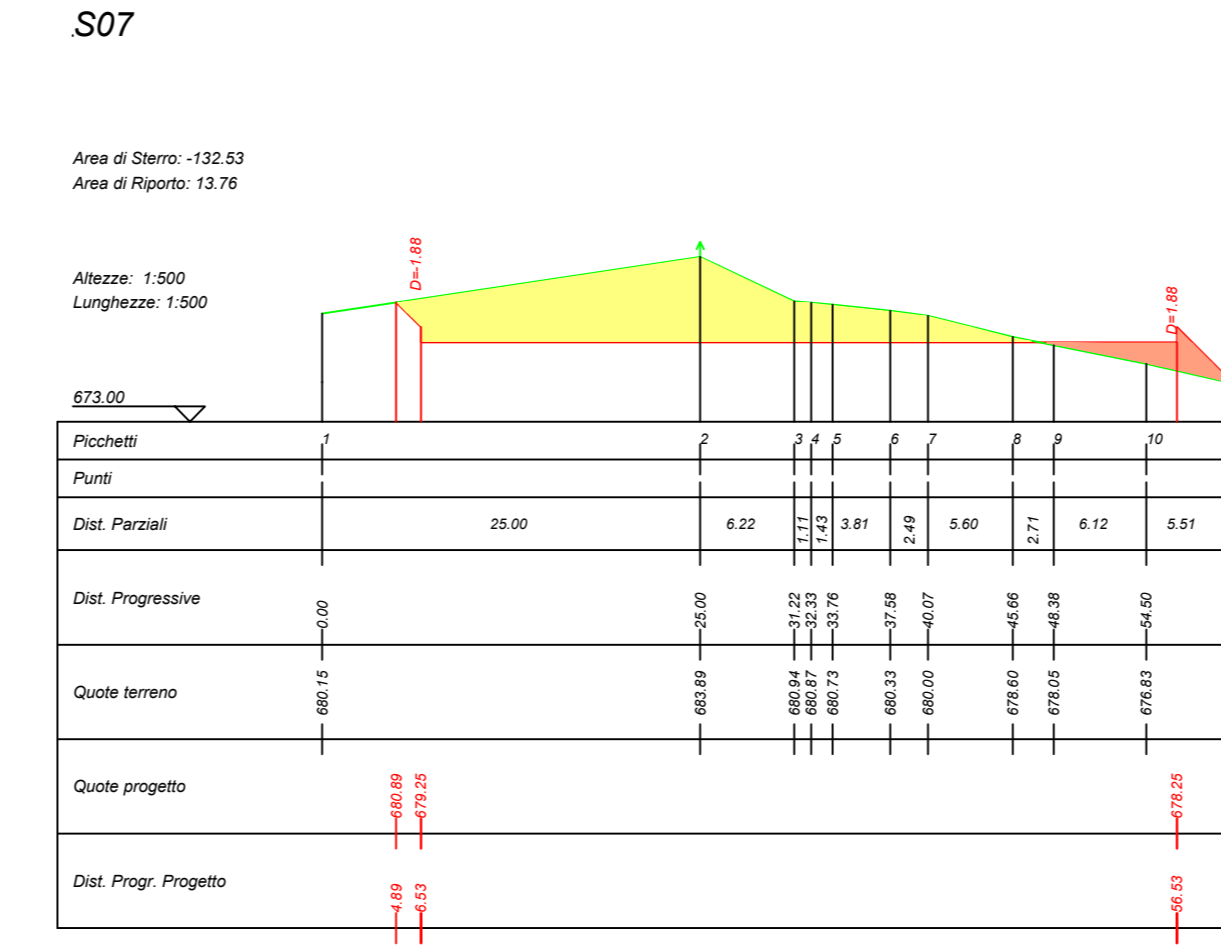 .S07
Area di Sterro: -132.53
Area di Riporto: 13.76
D=-1.88
Altezze: 1:500
Lunghezze: 1:500
D=1.88
673.00
Picchetti 1 2 3 4 5 6 7 8 9 10
Punti
Dist. Parziali 25.00 6.22 1.11 1.43 3.81 2.49 5.60 2.71 6.12 5.51
Dist. Progressive 0.00 25.00 31.22 32.33 33.76 37.58 40.07 45.66 48.38 54.50
Quote terreno 680.15 683.89 680.94 680.87 680.73 680.33 680.00 678.60 678.05 676.83
Quote progetto 680.89 679.25 678.25
Dist. Progr. Progetto 4.89 6.53 56.53